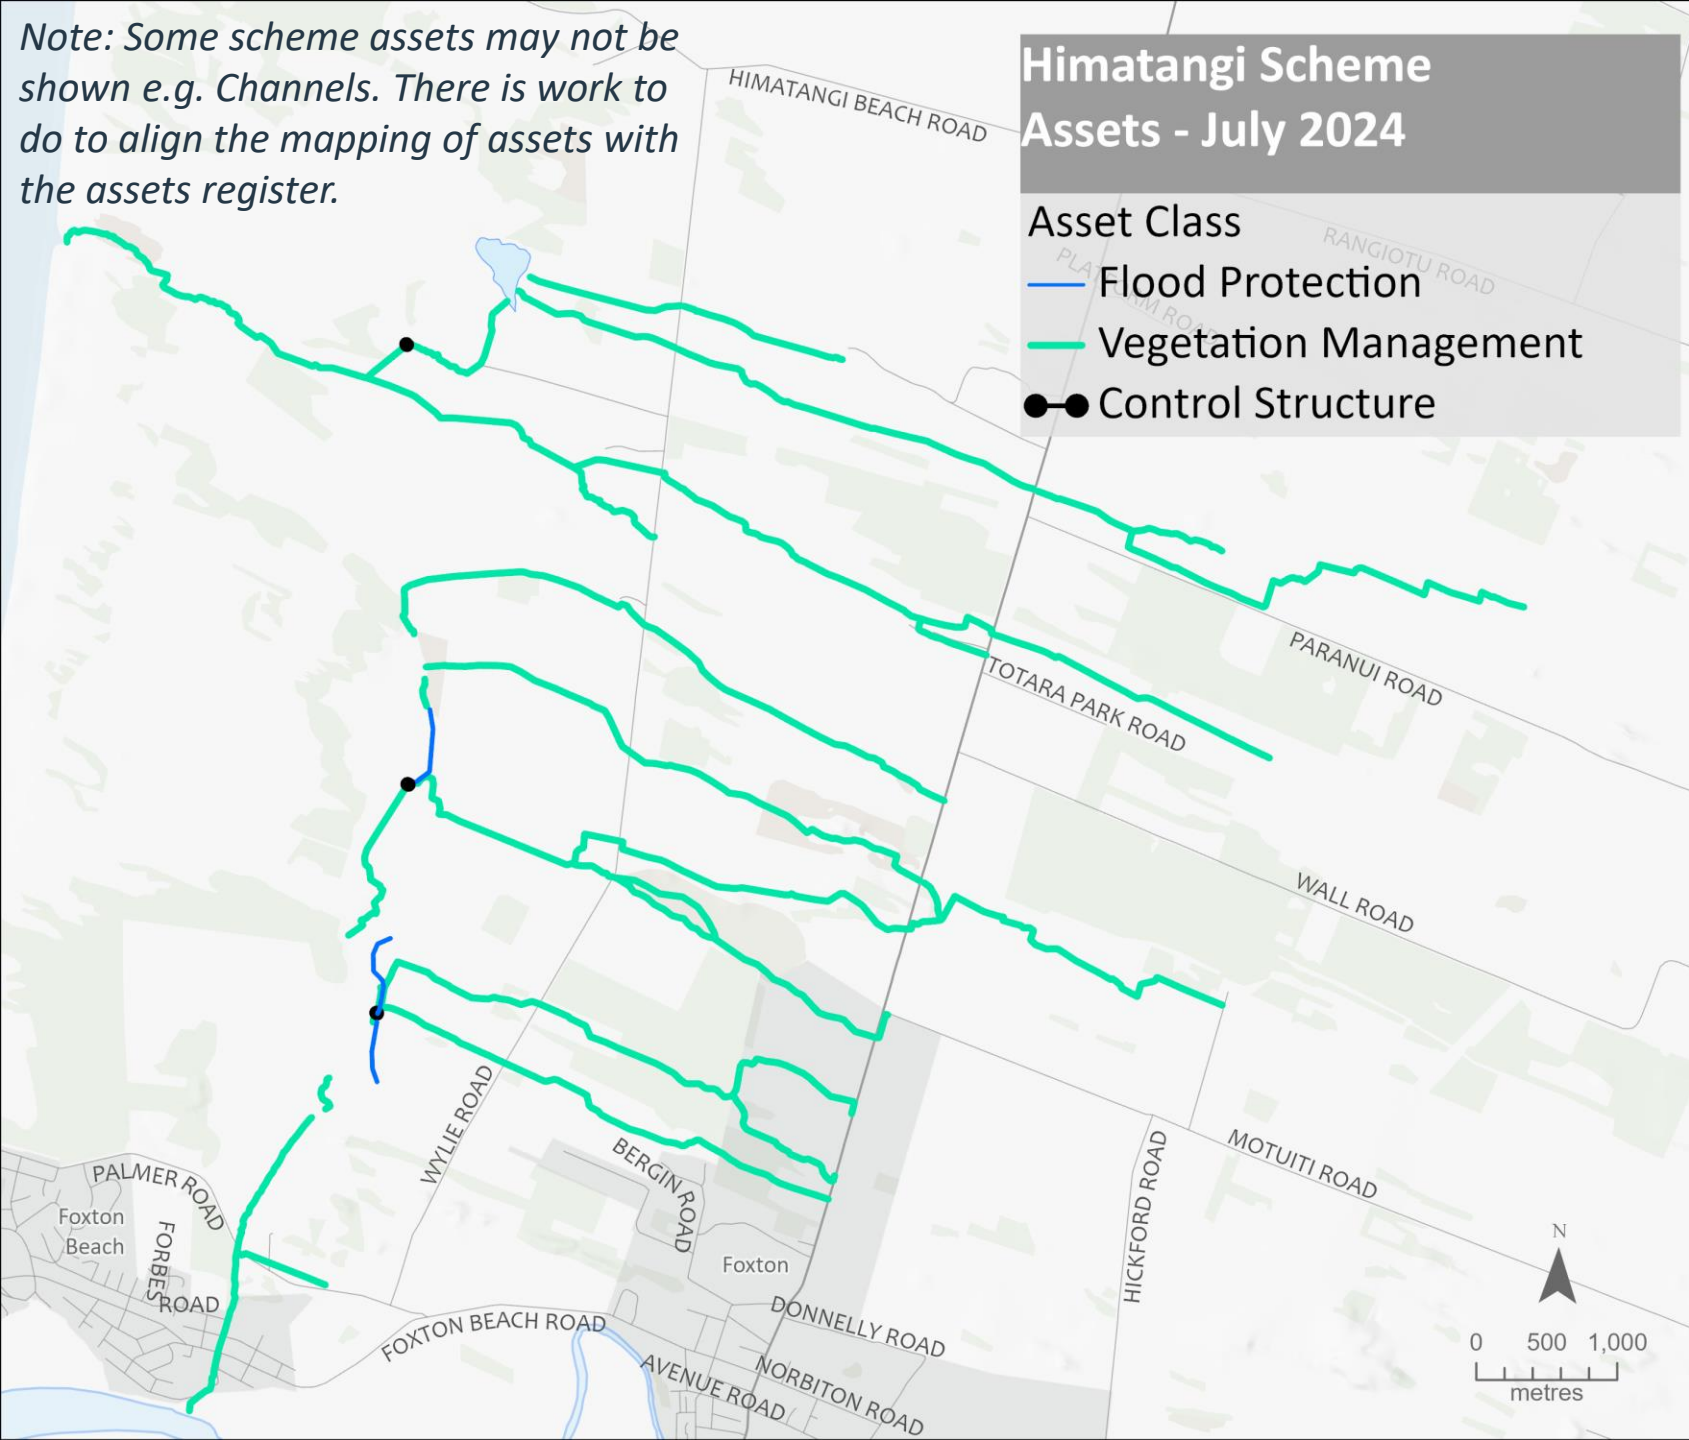 Note: Some scheme assets may not be
shown e.g. Channels. There is work to
do to align the mapping of assets with
the assets register.
Himatangi Scheme
Assets - July 2024
Asset Class
Flood Protection
Vegetation Management
Control Structure
HIMATANGI BEACH ROAD
RANGIOTU ROAD
PLATFORM ROAD
PARANUI ROAD
TOTARA PARK ROAD
WALL ROAD
WYLIE ROAD
BERGIN ROAD
MOTUITI ROAD
HICKFORD ROAD
PALMER ROAD
Foxton
Beach
FORBES
ROAD
Foxton
DONNELLY ROAD
FOXTON BEACH ROAD
AVENUE ROAD
NORBITON ROAD
N
0 500 1,000
metres